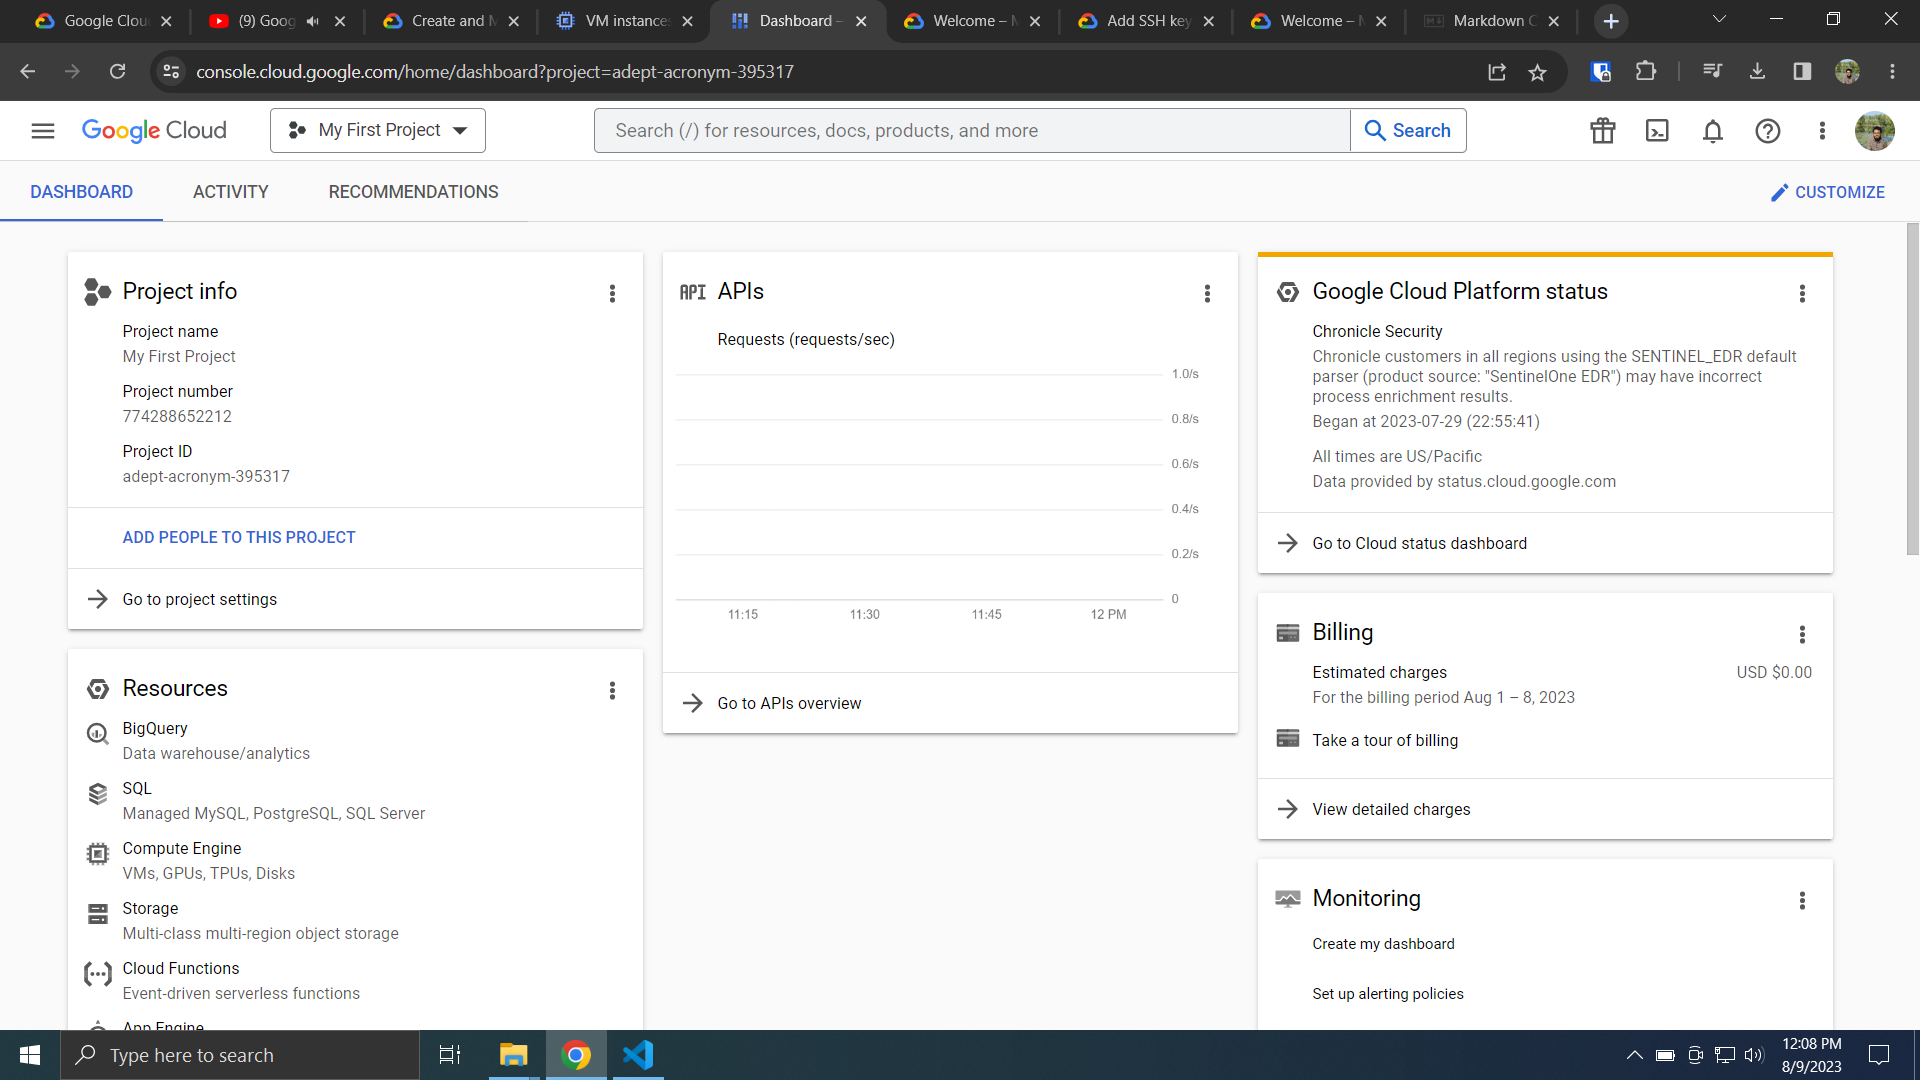 Google Clou
(9) Goog
Create and M
VM instances
Dashboard –
Welcome – M
Add SSH key
Welcome – M
Markdown C
console.cloud.google.com/home/dashboard?project=adept-acronym-395317
Google Cloud
My First Project
Search (/) for resources, docs, products, and more
Search
DASHBOARD
ACTIVITY
RECOMMENDATIONS
CUSTOMIZE
Project info
Project name
My First Project
Project number
774288652212
Project ID
adept-acronym-395317
ADD PEOPLE TO THIS PROJECT
Go to project settings
Resources
BigQuery
Data warehouse/analytics
SQL
Managed MySQL, PostgreSQL, SQL Server
Compute Engine
VMs, GPUs, TPUs, Disks
Storage
Multi-class multi-region object storage
Cloud Functions
Event-driven serverless functions
App Engine
API
APIs
Requests (requests/sec)
1.0/s
0.8/s
0.6/s
0.4/s
0.2/s
0
11:15
11:30
11:45
12 PM
Go to APIs overview
Google Cloud Platform status
Chronicle Security
Chronicle customers in all regions using the SENTINEL_EDR default
parser (product source: "SentinelOne EDR") may have incorrect
process enrichment results.
Began at 2023-07-29 (22:55:41)
All times are US/Pacific
Data provided by status.cloud.google.com
Go to Cloud status dashboard
Billing
Estimated charges
USD $0.00
For the billing period Aug 1 – 8, 2023
Take a tour of billing
View detailed charges
Monitoring
Create my dashboard
Set up alerting policies
Type here to search
12:08 PM
8/9/2023